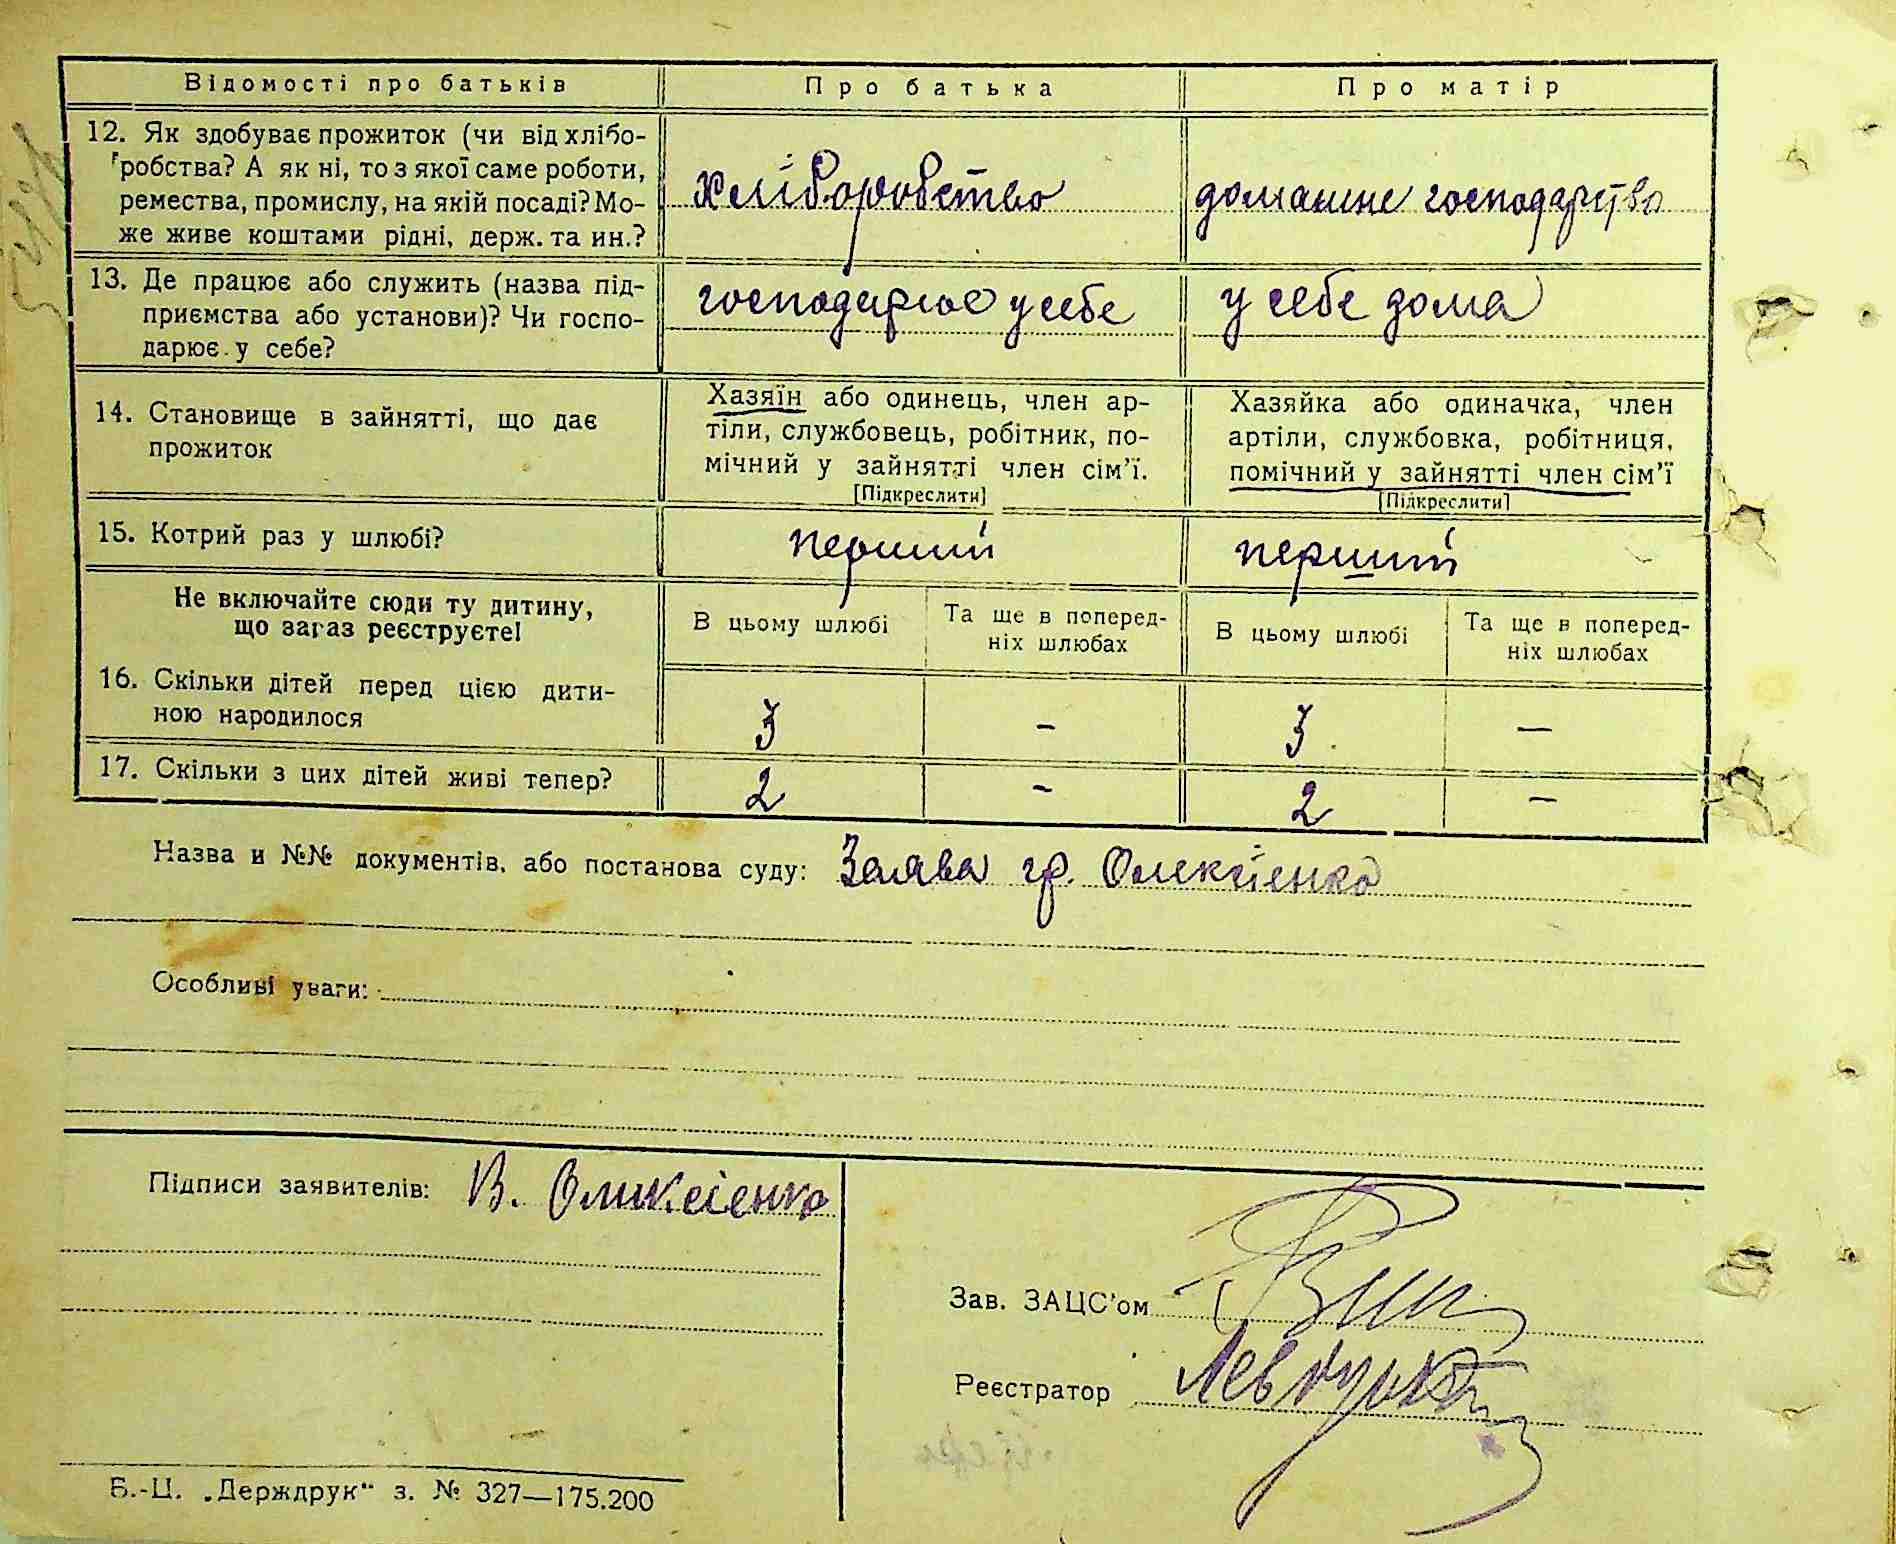 Відомості про батьків Про батька Про матір
12. Як здобуває прожиток (чи від хлібо-
робства? А як ні, то з якої саме роботи,
ремества, промислу, на якій посаді? Мо-
же живе коштами рідні, держ. та ин.?
хліборобство домашне господарство
13. Де працює або служить (назва під-
приємства або установи)? Чи госпо-
дарює у себе?
господарює у себе у себе дома
14. Становище в зайнятті, що дає
прожиток
Хазяїн або одинець, член ар-
тіли, службовець, робітник, по-
мічний у зайнятті член сім'ї.
[Підкреслити]
Хазяйка або одиначка, член
артіли, службовка, робітниця,
помічний у зайнятті член сім'ї
[Підкреслити]
15. Котрий раз у шлюбі? перший перший
Не включайте сюди ту дитину,
що зараз реєструєте!
В цьому шлюбі
Та ще в поперед-
ніх шлюбах
В цьому шлюбі
Та ще в поперед-
ніх шлюбах
16. Скільки дітей перед цією дити-
ною народилося
3 - 3 —
17. Скільки з цих дітей живі тепер? 2 - 2 —
Назва и №№ документів, або постанова суду: Заява гр. Олексієнко
Особливі уваги:
Підписи заявителів: В. Оликсієнко
Зав. ЗАЦС'ом
Реєстратор
Б.-Ц. „Держдрук" з. № 327—175.200